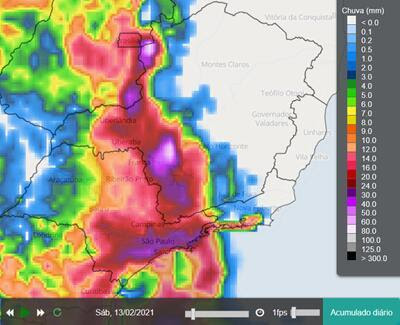 Chuva (mm)
< 0.0
0.1
0.2
0.5
1.0
2.0
3.0
4.0
5.0
6.0
7.0
8.0
9.0
10.0
12.0
14.0
16.0
18.0
20.0
24.0
30.0
40.0
50.0
60.0
80.0
100.0
125.0
> 300.0
Vitória da Conquista
Montes Claros
Teófilo Otoni
Governador
Valadares
Linhares
Vila Velha
Uberlândia
Uberaba
Horizonte
Franca
Ribeirão Preto
Araçatuba
Campinas
São Paulo
Londrina
Curitiba
Sáb, 13/02/2021
1fps
Acumulado diário